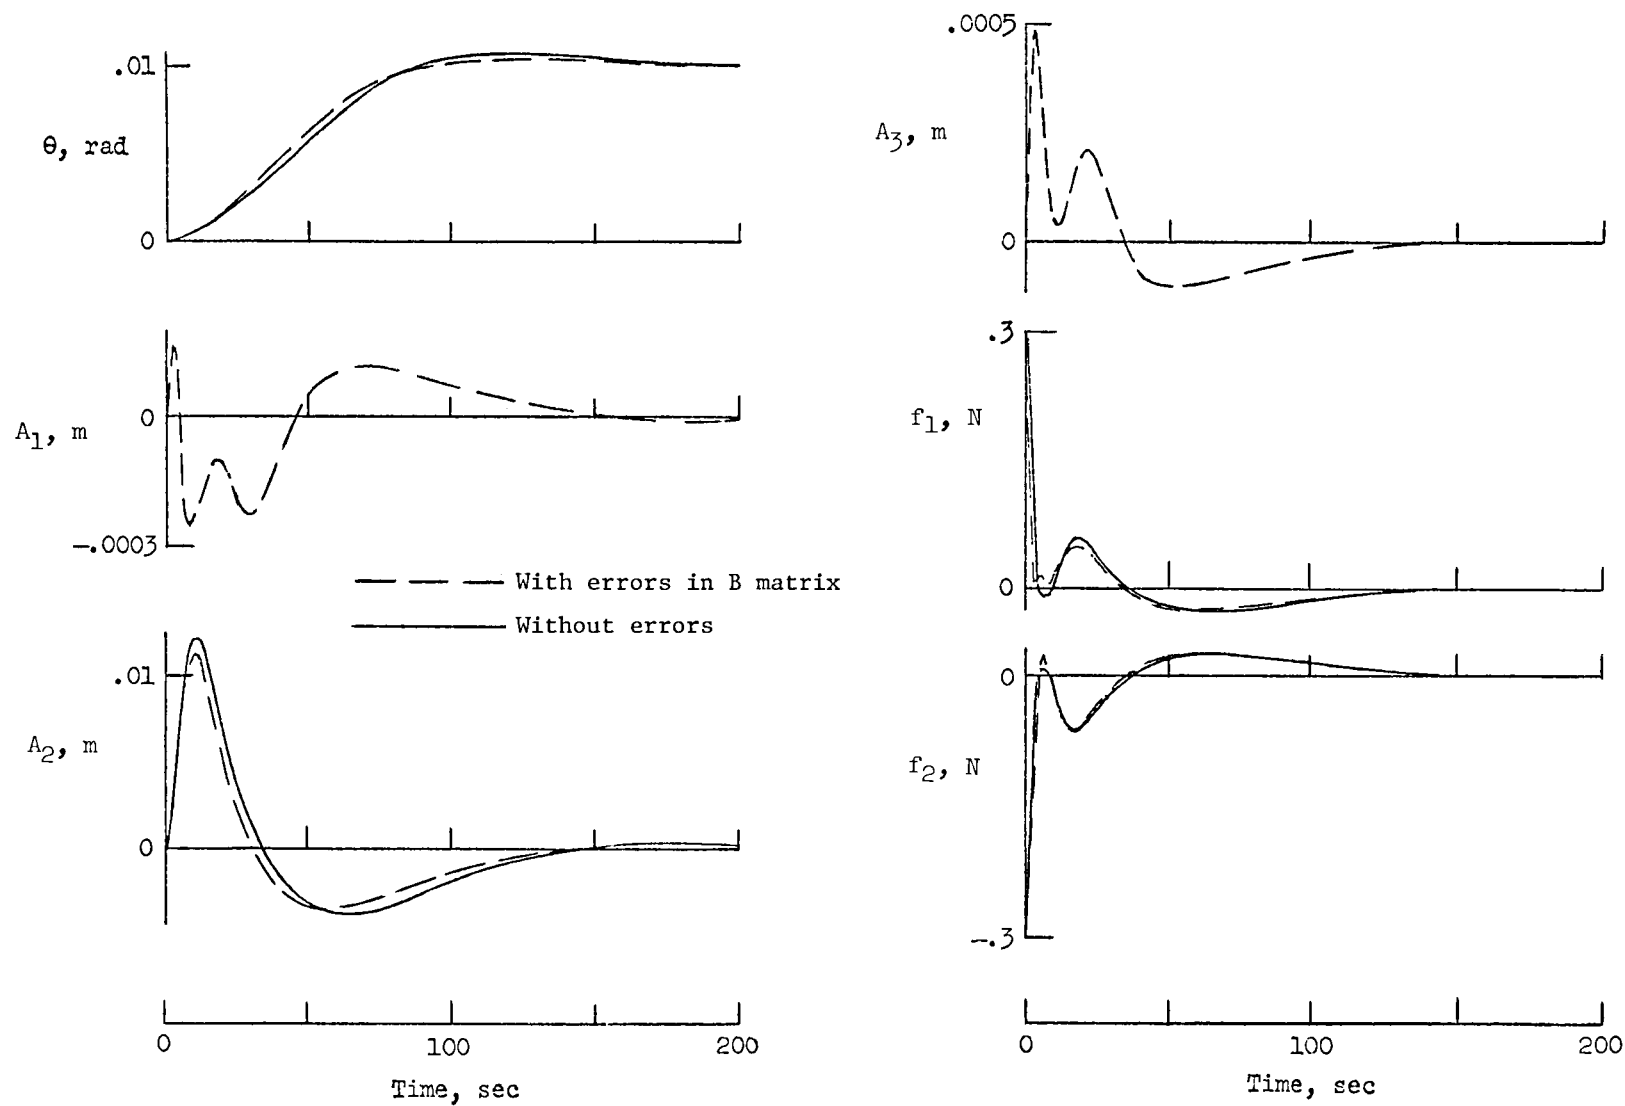 .01
θ, rad
0
0
A1, m
-.0003
With errors in B matrix
Without errors
.01
A2, m
0
0 100 200
Time, sec
.0005
A3, m
0
.3
f1, N
0
0
f2, N
-.3
0 100 200
Time, sec